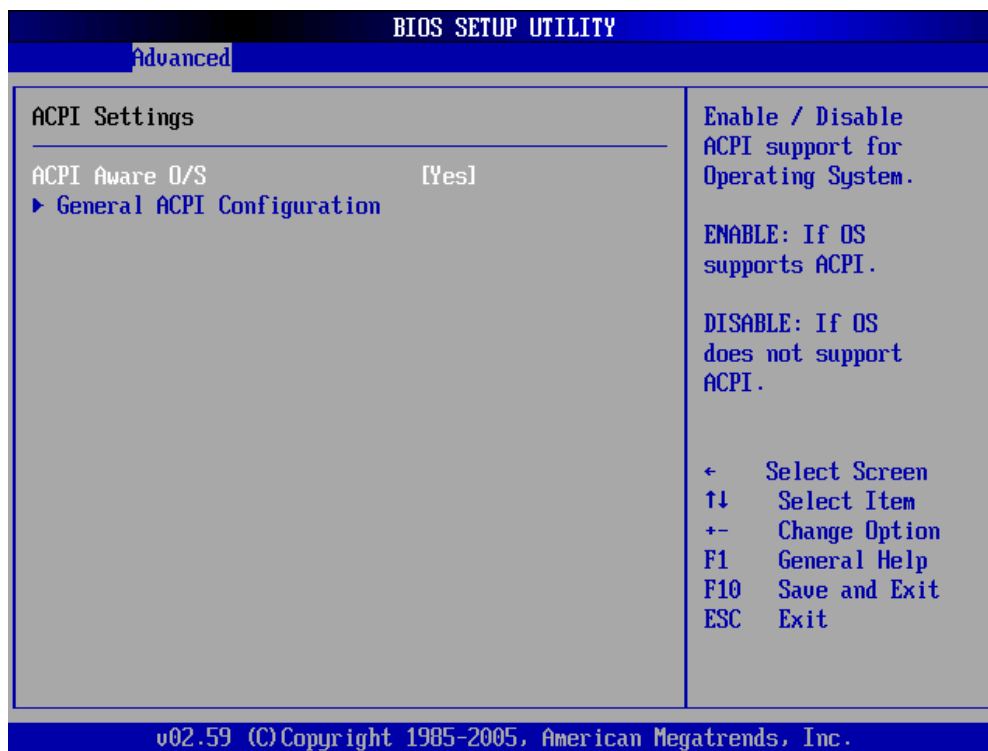 BIOS SETUP UTILITY
Advanced
ACPI Settings
ACPI Aware O/S [Yes]
▶ General ACPI Configuration
Enable / Disable
ACPI support for
Operating System.
ENABLE: If OS
supports ACPI.
DISABLE: If OS
does not support
ACPI.
← Select Screen
↑↓ Select Item
+- Change Option
F1 General Help
F10 Save and Exit
ESC Exit
v02.59 (C)Copyright 1985-2005, American Megatrends, Inc.